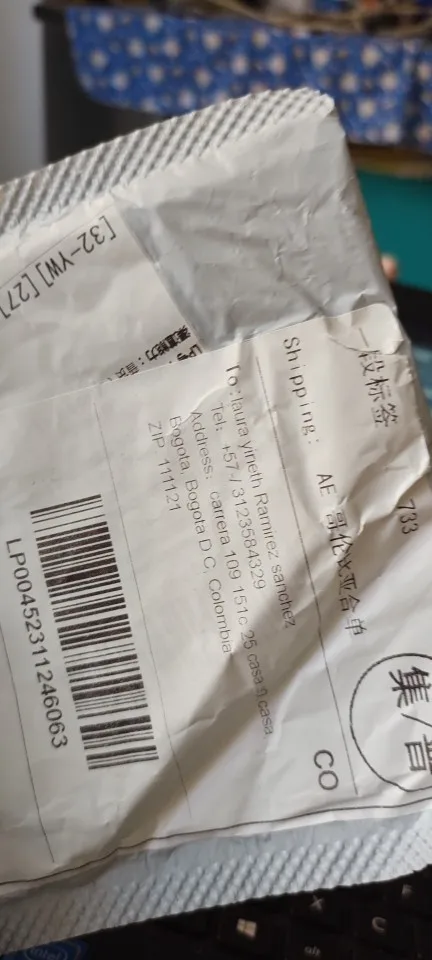 [32-YW][27]
一段标签
733
Shipping: AE 哥伦比亚合单
集/普
To: laura yineth Ramirez sanchez
Tel: +57-/ 3123584329
Address: carrera 109 151c 25 casa 9,casa,
Bogota, Bogota D.C, Colombia
ZIP 111121
CO
LP00452311246063